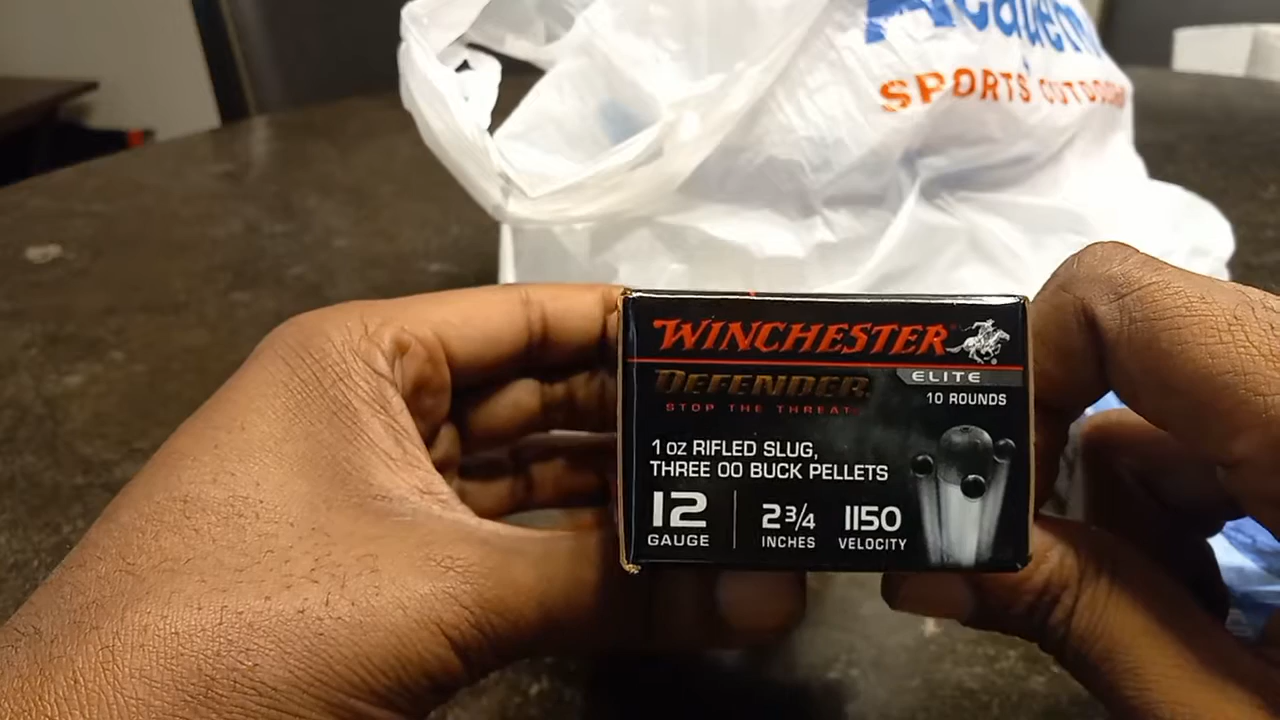 Academy
SPORTS OUTDOORS
WINCHESTER
DEFENDER
ELITE
STOP THE THREAT
10 ROUNDS
1 oz RIFLED SLUG,
THREE 00 BUCK PELLETS
12 2 3/4 1150
GAUGE INCHES VELOCITY